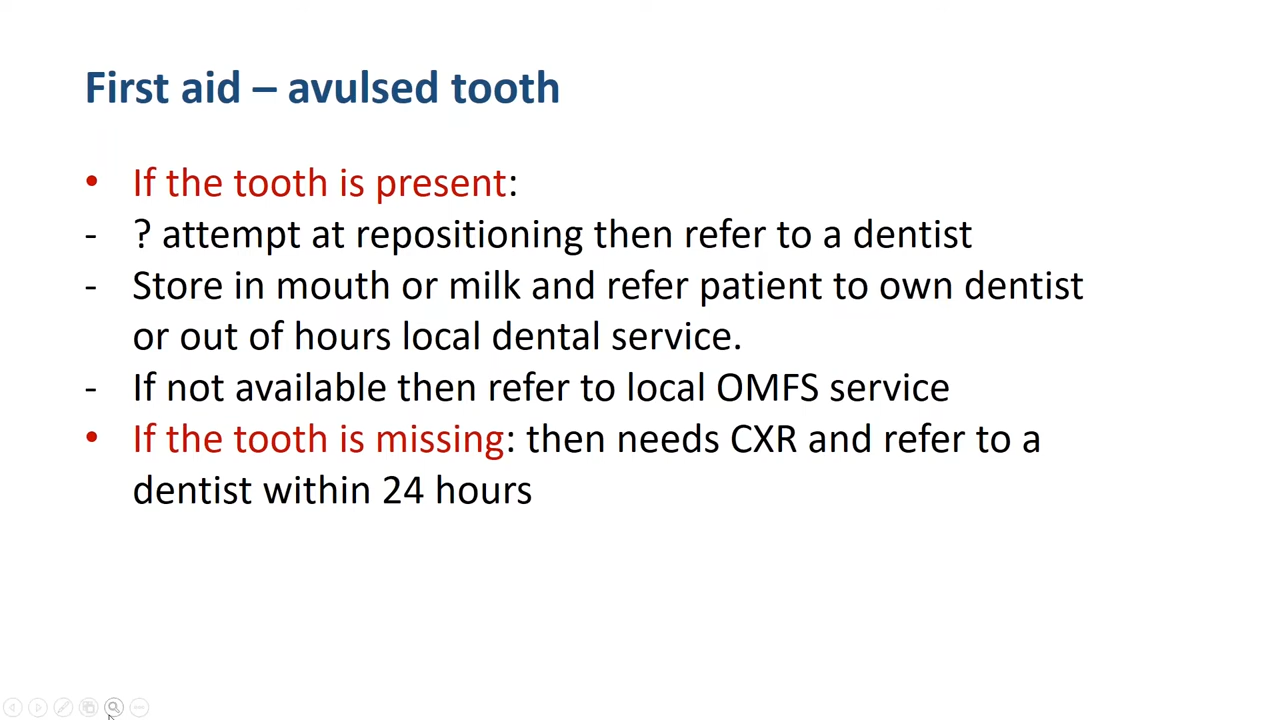 First aid – avulsed tooth
• If the tooth is present:
- ? attempt at repositioning then refer to a dentist
- Store in mouth or milk and refer patient to own dentist
or out of hours local dental service.
- If not available then refer to local OMFS service
• If the tooth is missing: then needs CXR and refer to a
dentist within 24 hours